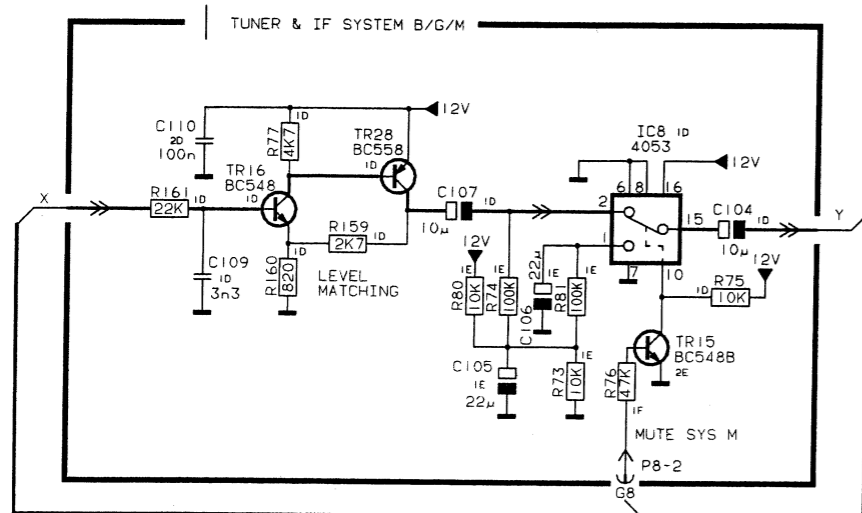 TUNER & IF SYSTEM B/G/M
C110
2D
100n
R77
4K7
1D
TR28
BC558
1D
12V
IC8 1D
4053
12V
6
8
16
X
R161
22K
1D
TR16
BC548
1D
C107
1D
10µ
2
1
15
7
10
C104
1D
10µ
Y
R159
2K7
1D
C109
1D
3n3
R160
820
1D
LEVEL
MATCHING
12V
R80
10K
1E
R74
100K
1E
22µ
1E
C106
R81
100K
1E
R75
10K
1D
12V
C105
1E
22µ
R73
10K
1E
TR15
BC548B
2E
R76
47K
1F
MUTE SYS M
P8-2
G8